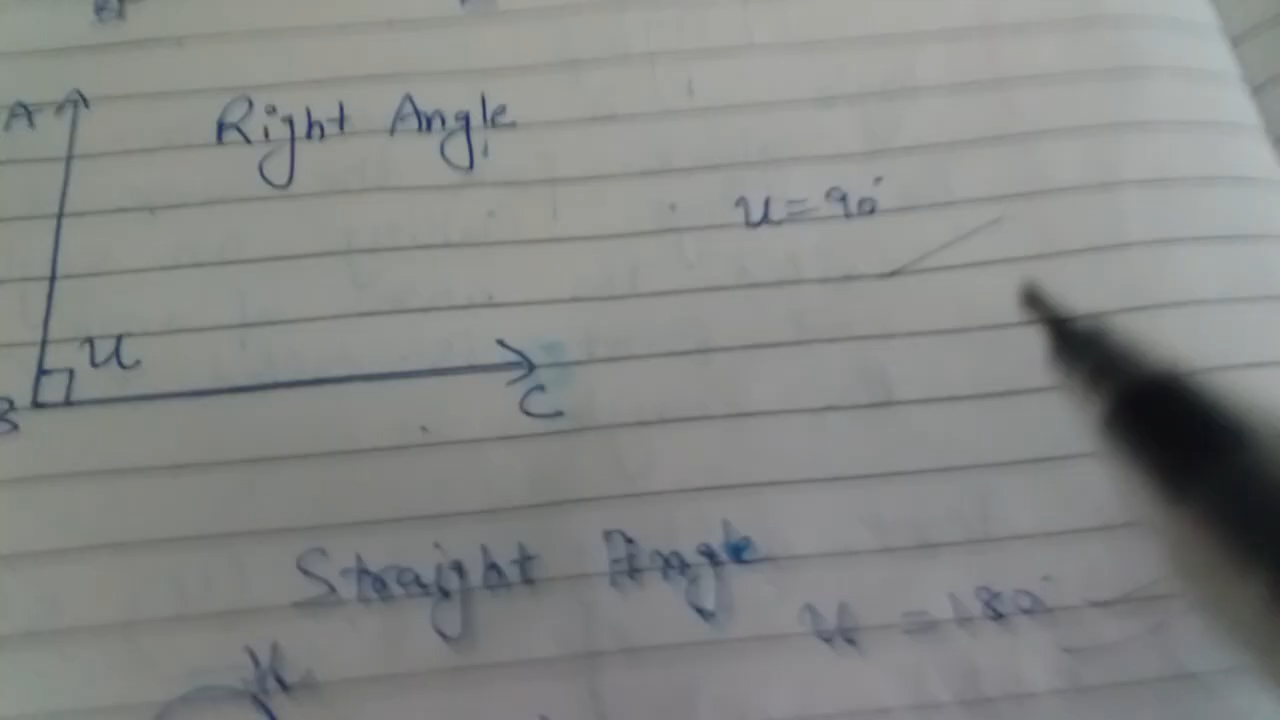 A
Right Angle
u = 90°
u
B
C
Straight Angle
u = 180°
u